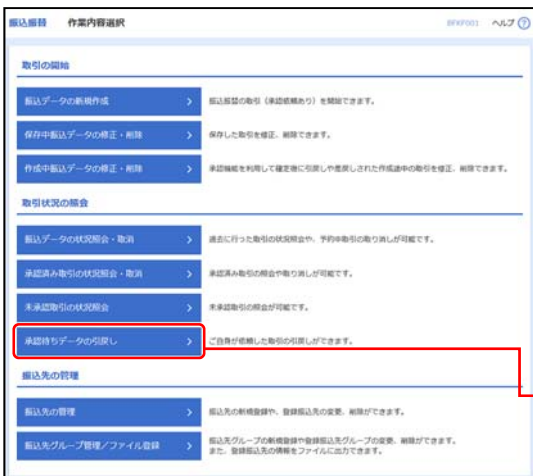 振込振替 作業内容選択 BFKF001 ヘルプ ?
取引の開始
振込データの新規作成 > 振込振替の取引（承認依頼あり）を開始できます。
保存中振込データの修正・削除 > 保存した取引を修正、削除できます。
作成中振込データの修正・削除 > 承認機能を利用して確定後に引戻しや差戻しされた作成途中の取引を修正、削除できます。
取引状況の照会
振込データの状況照会・取消 > 過去に行った取引の状況照会や、予約中取引の取り消しが可能です。
承認済み取引の状況照会・取消 > 承認済み取引の照会や取り消しが可能です。
未承認取引の状況照会 > 未承認取引の照会が可能です。
承認待ちデータの引戻し > ご自身が依頼した取引の引戻しができます。
振込先の管理
振込先の管理 > 振込先の新規登録や、登録振込先の変更、削除ができます。
振込先グループ管理/ファイル登録 > 振込先グループの新規登録や登録振込先グループの変更、削除ができます。
また、登録振込先の情報をファイルに出力できます。